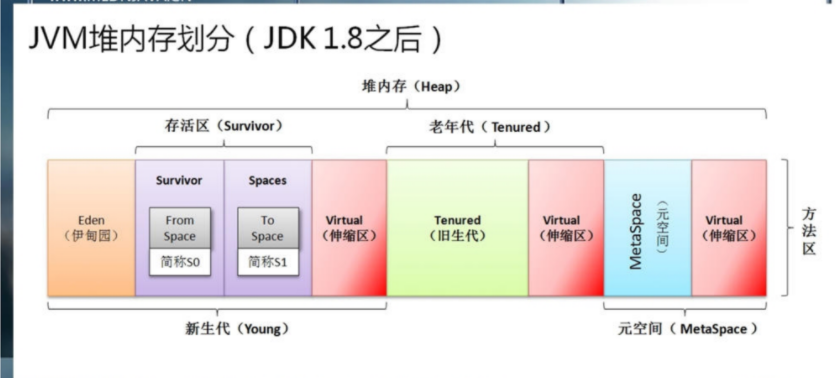 JVM堆内存划分（JDK 1.8之后）
堆内存（Heap）
存活区（Survivor）
老年代（Tenured）
Survivor
Spaces
Eden
（伊甸园）
From
Space
简称S0
To
Space
简称S1
Virtual
（伸缩区）
Tenured
（旧生代）
Virtual
（伸缩区）
MetaSpace
（元空间）
Virtual
（伸缩区）
方法区
新生代（Young）
元空间（MetaSpace）